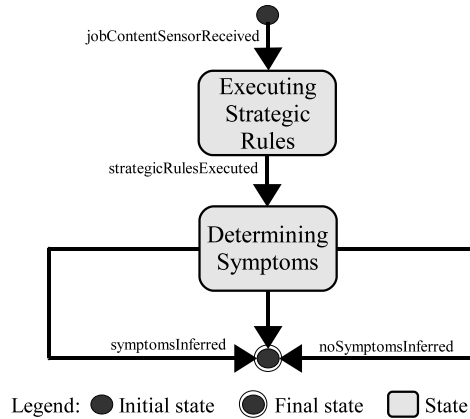 jobContentSensorReceived
Executing
Strategic
Rules
strategicRulesExecuted
Determining
Symptoms
symptomsInferred
noSymptomsInferred
Legend: Initial state Final state State